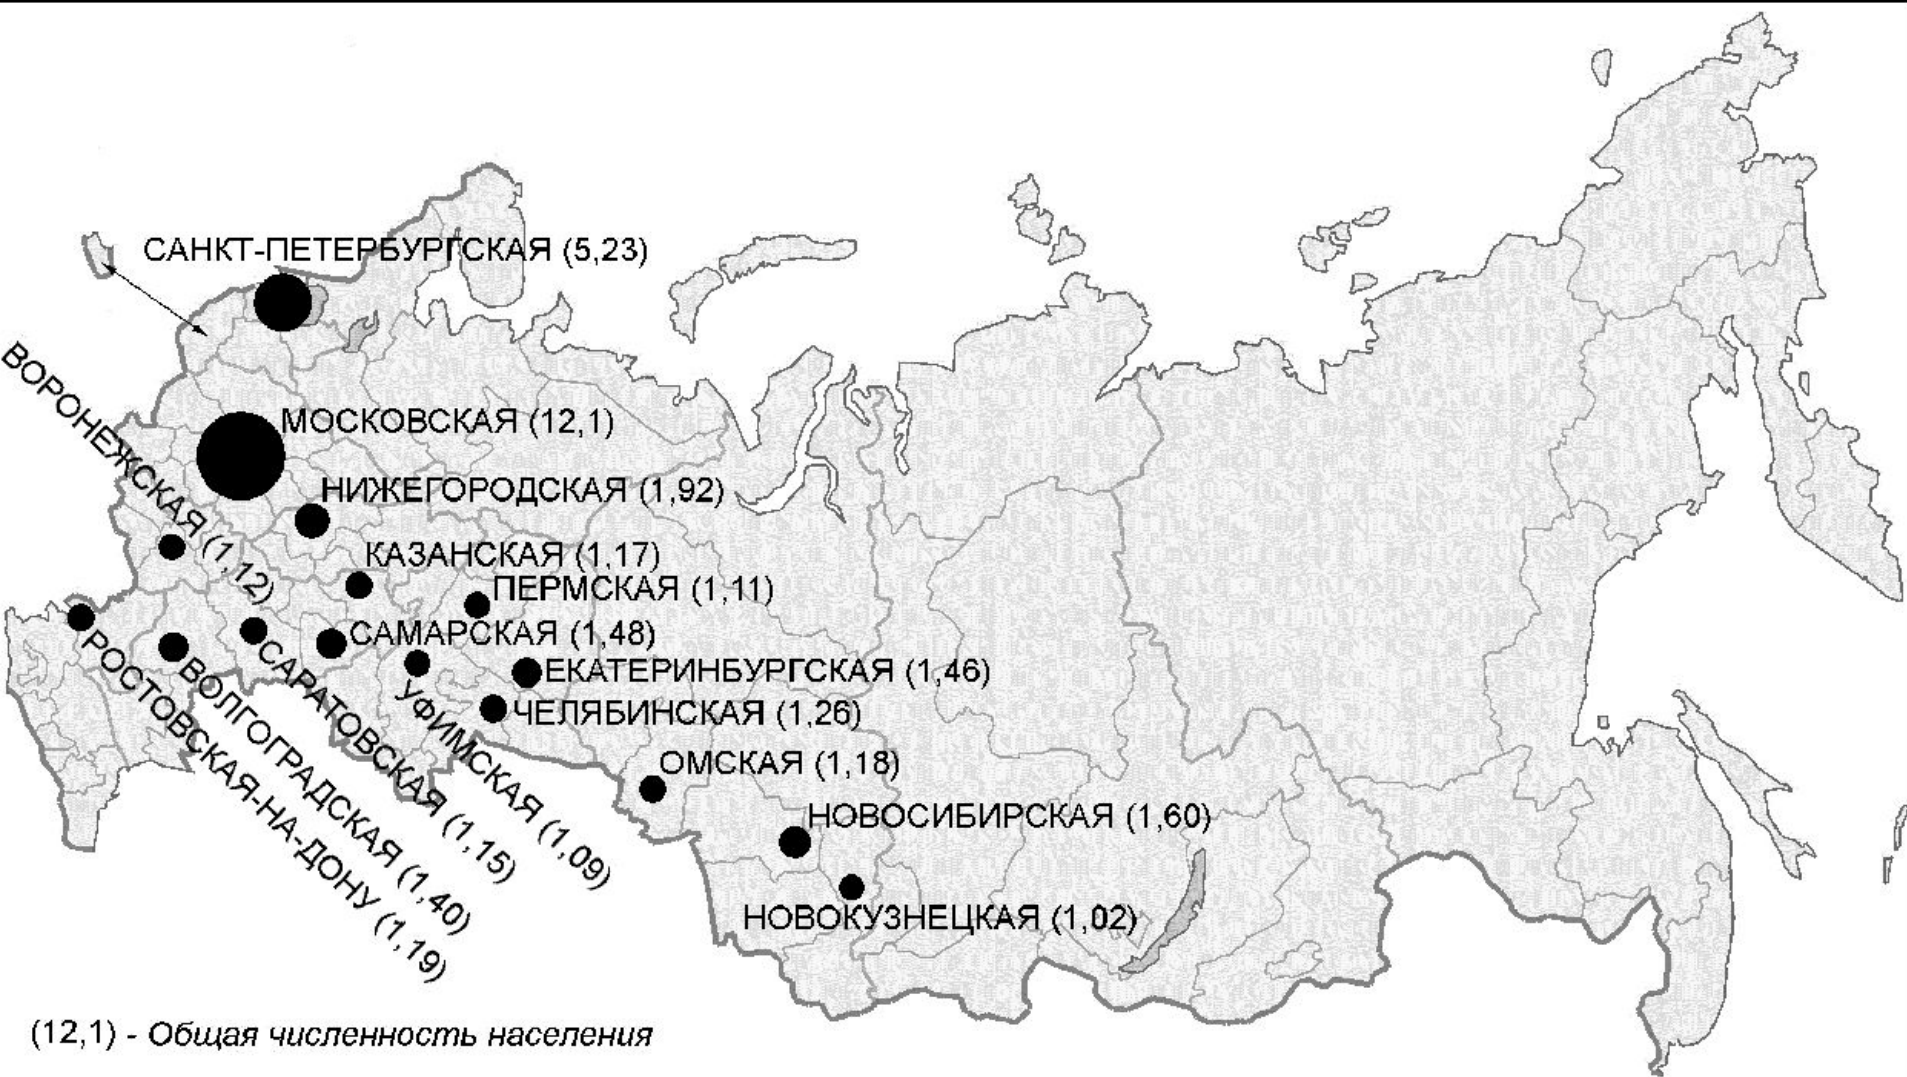 САНКТ-ПЕТЕРБУРГСКАЯ (5,23)
ВОРОНЕЖСКАЯ (1,12)
МОСКОВСКАЯ (12,1)
НИЖЕГОРОДСКАЯ (1,92)
КАЗАНСКАЯ (1,17)
ПЕРМСКАЯ (1,11)
САМАРСКАЯ (1,48)
ЕКАТЕРИНБУРГСКАЯ (1,46)
ЧЕЛЯБИНСКАЯ (1,26)
РОСТОВСКАЯ-НА-ДОНУ (1,19)
ВОЛГОГРАДСКАЯ (1,40)
САРАТОВСКАЯ (1,15)
УФИМСКАЯ (1,09)
ОМСКАЯ (1,18)
НОВОСИБИРСКАЯ (1,60)
НОВОКУЗНЕЦКАЯ (1,02)
(12,1) - Общая численность населения